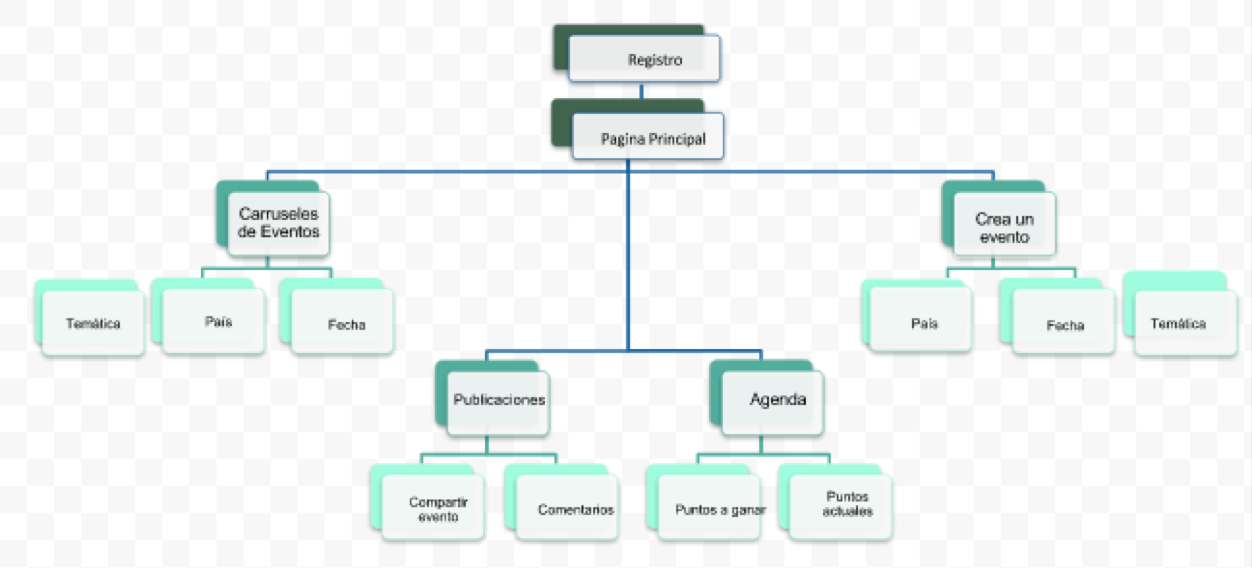 Registro
Pagina Principal
Carruseles
de Eventos
Crea un
evento
Temática
País
Fecha
País
Fecha
Temática
Publicaciones
Agenda
Compartir
evento
Comentarios
Puntos a ganar
Puntos
actuales